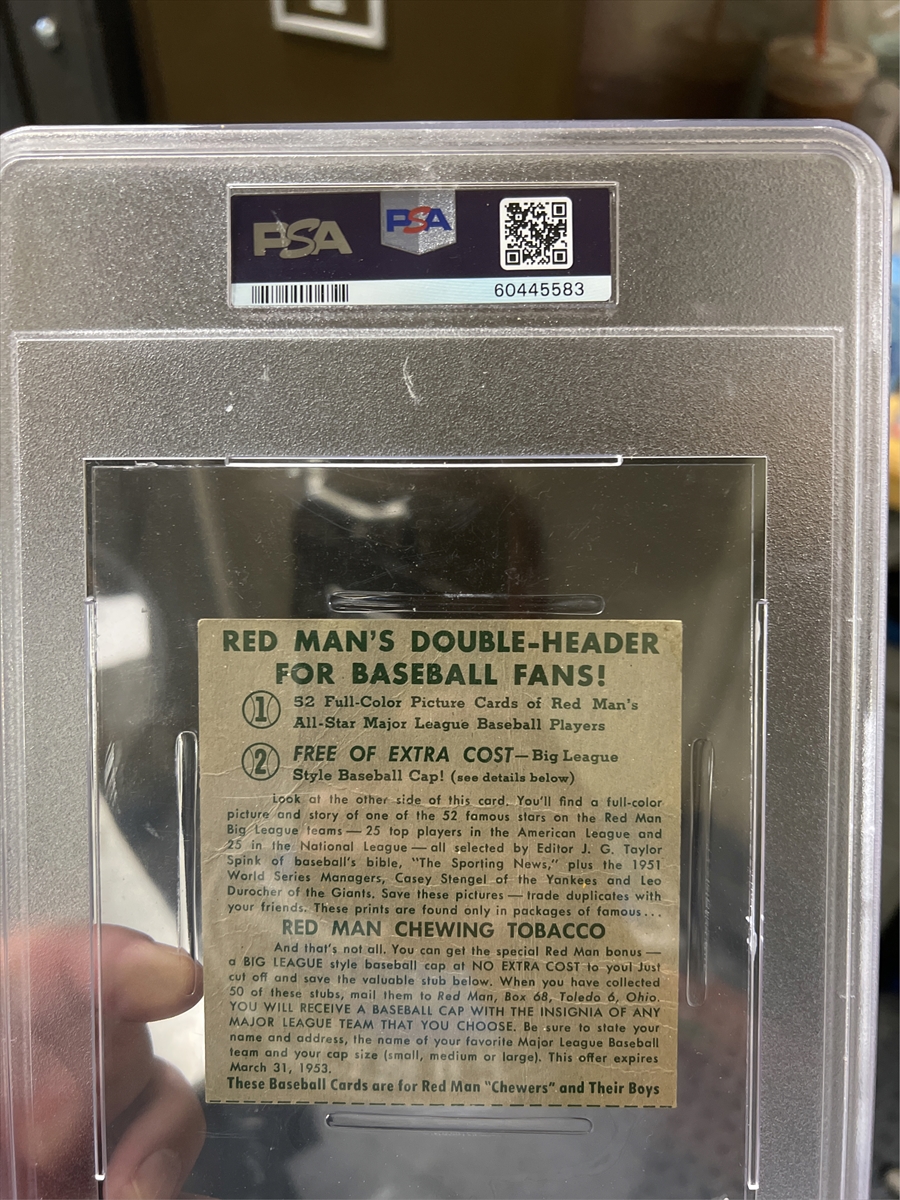 PSA
PSA
60445583
RED MAN'S DOUBLE-HEADER
FOR BASEBALL FANS!
1 52 Full-Color Picture Cards of Red Man's
All-Star Major League Baseball Players
2 FREE OF EXTRA COST—Big League
Style Baseball Cap! (see details below)
Look at the other side of this card. You'll find a full-color
picture and story of one of the 52 famous stars on the Red Man
Big League teams — 25 top players in the American League and
25 in the National League — all selected by Editor J. G. Taylor
Spink of baseball's bible, "The Sporting News," plus the 1951
World Series Managers, Casey Stengel of the Yankees and Leo
Durocher of the Giants. Save these pictures — trade duplicates with
your friends. These prints are found only in packages of famous...
RED MAN CHEWING TOBACCO
And that's not all. You can get the special Red Man bonus —
a BIG LEAGUE style baseball cap at NO EXTRA COST to you! Just
cut off and save the valuable stub below. When you have collected
50 of these stubs, mail them to Red Man, Box 68, Toledo 6, Ohio.
YOU WILL RECEIVE A BASEBALL CAP WITH THE INSIGNIA OF ANY
MAJOR LEAGUE TEAM THAT YOU CHOOSE. Be sure to state your
name and address, the name of your favorite Major League Baseball
team and your cap size (small, medium or large). This offer expires
March 31, 1953.
These Baseball Cards are for Red Man "Chewers" and Their Boys